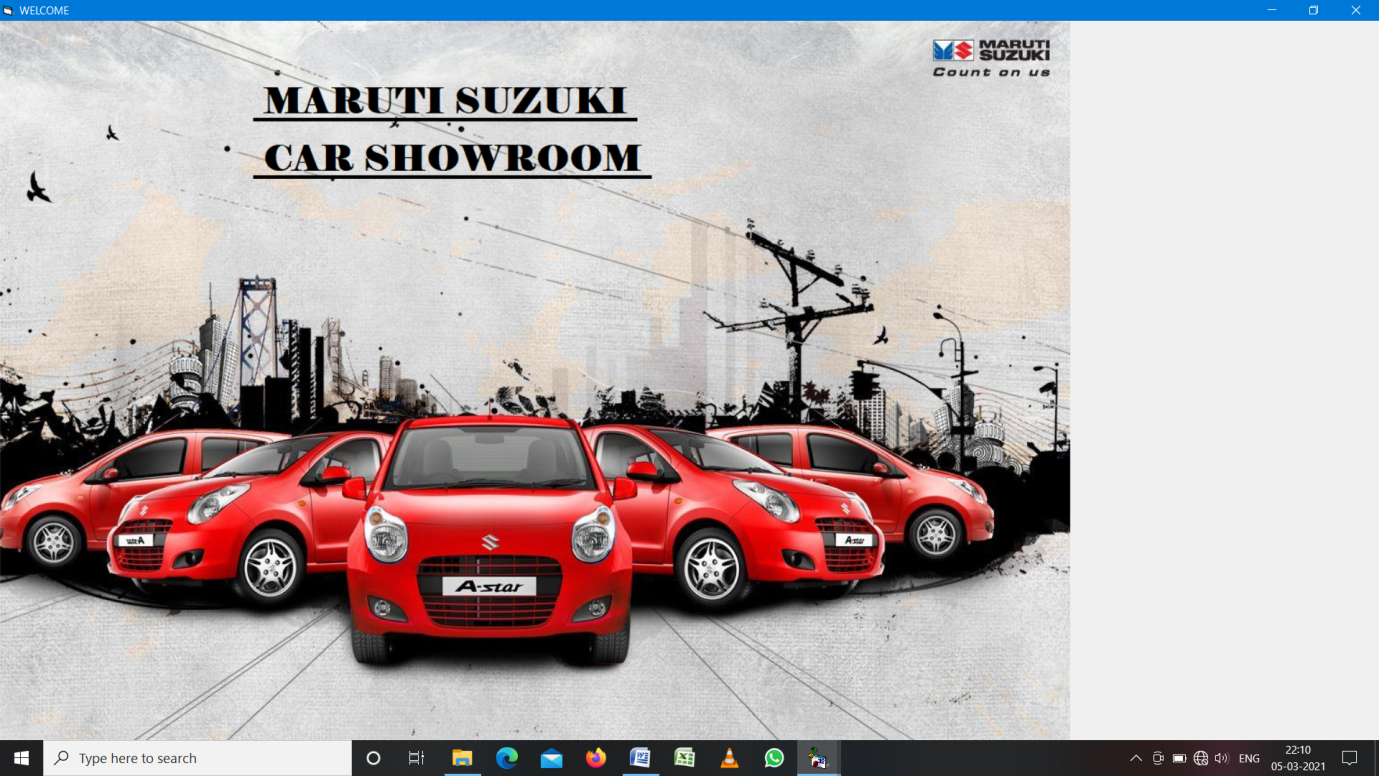 WELCOME
MARUTI
SUZUKI
Count on us
MARUTI SUZUKI
CAR SHOWROOM
A-star
A-star
Type here to search
ENG
22:10
05-03-2021